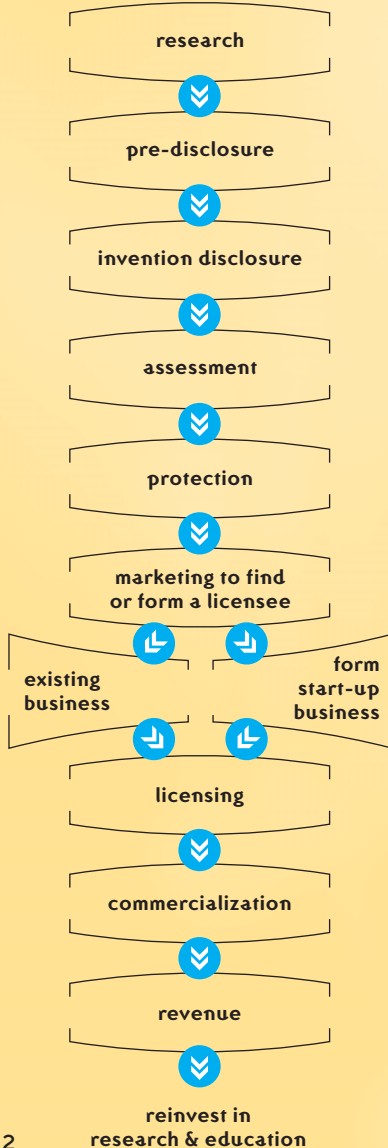 research
pre-disclosure
invention disclosure
assessment
protection
marketing to find
or form a licensee
existing
business
form
start-up
business
licensing
commercialization
revenue
reinvest in
research & education
2